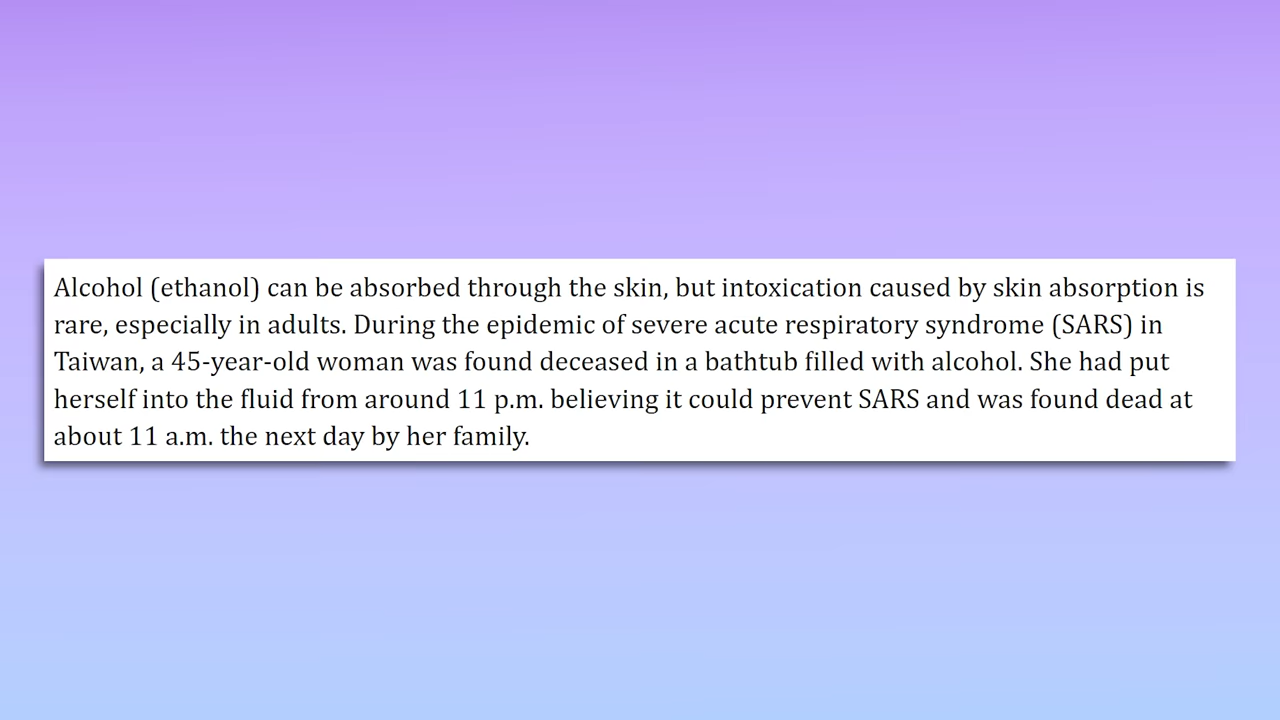 Alcohol (ethanol) can be absorbed through the skin, but intoxication caused by skin absorption is
rare, especially in adults. During the epidemic of severe acute respiratory syndrome (SARS) in
Taiwan, a 45-year-old woman was found deceased in a bathtub filled with alcohol. She had put
herself into the fluid from around 11 p.m. believing it could prevent SARS and was found dead at
about 11 a.m. the next day by her family.